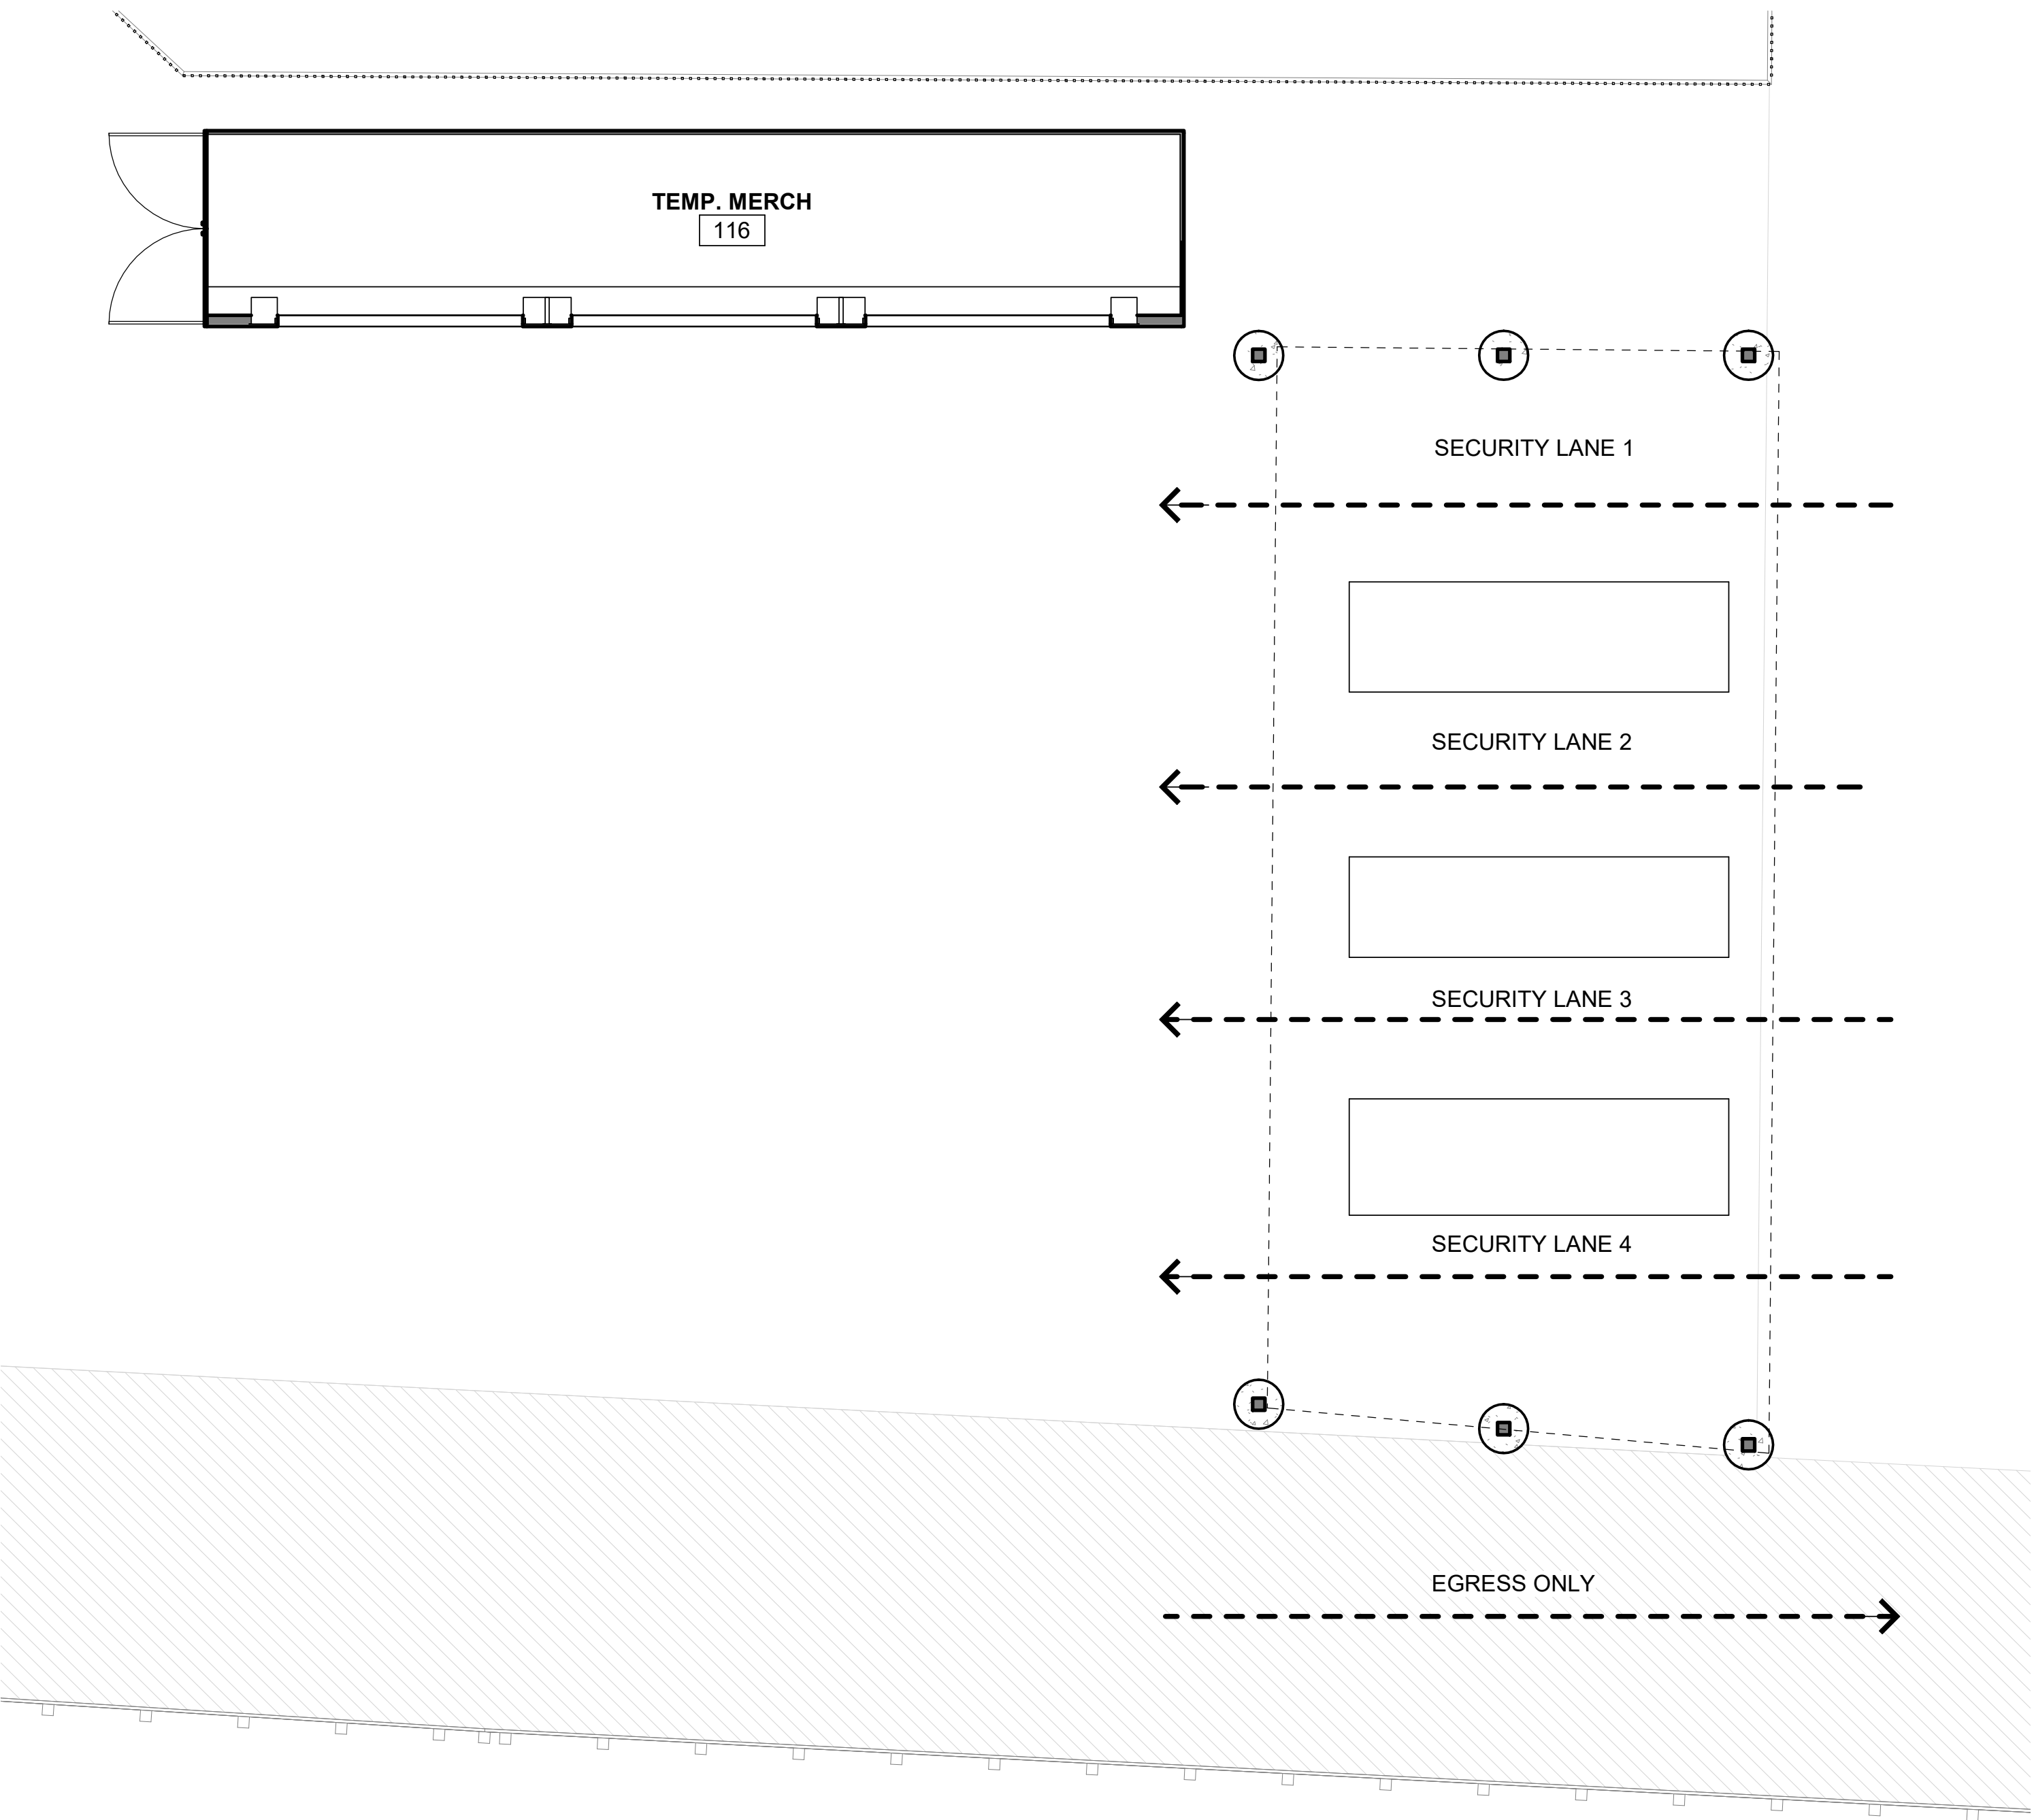 TEMP. MERCH
116
SECURITY LANE 1
SECURITY LANE 2
SECURITY LANE 3
SECURITY LANE 4
EGRESS ONLY